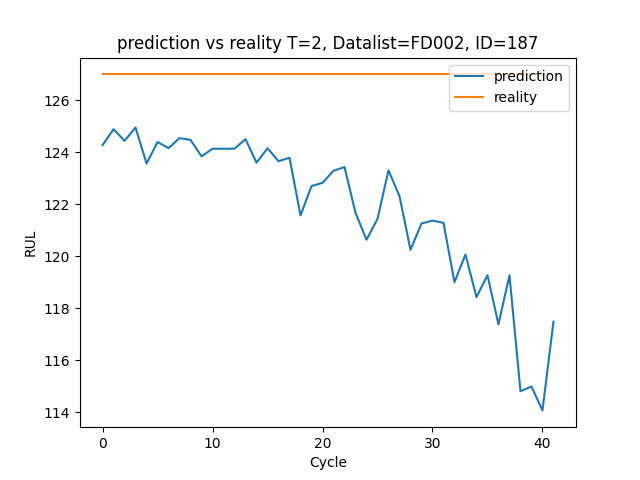 prediction vs reality T=2, Datalist=FD002, ID=187
prediction
reality
126
124
122
120
118
116
114
RUL
0 10 20 30 40
Cycle